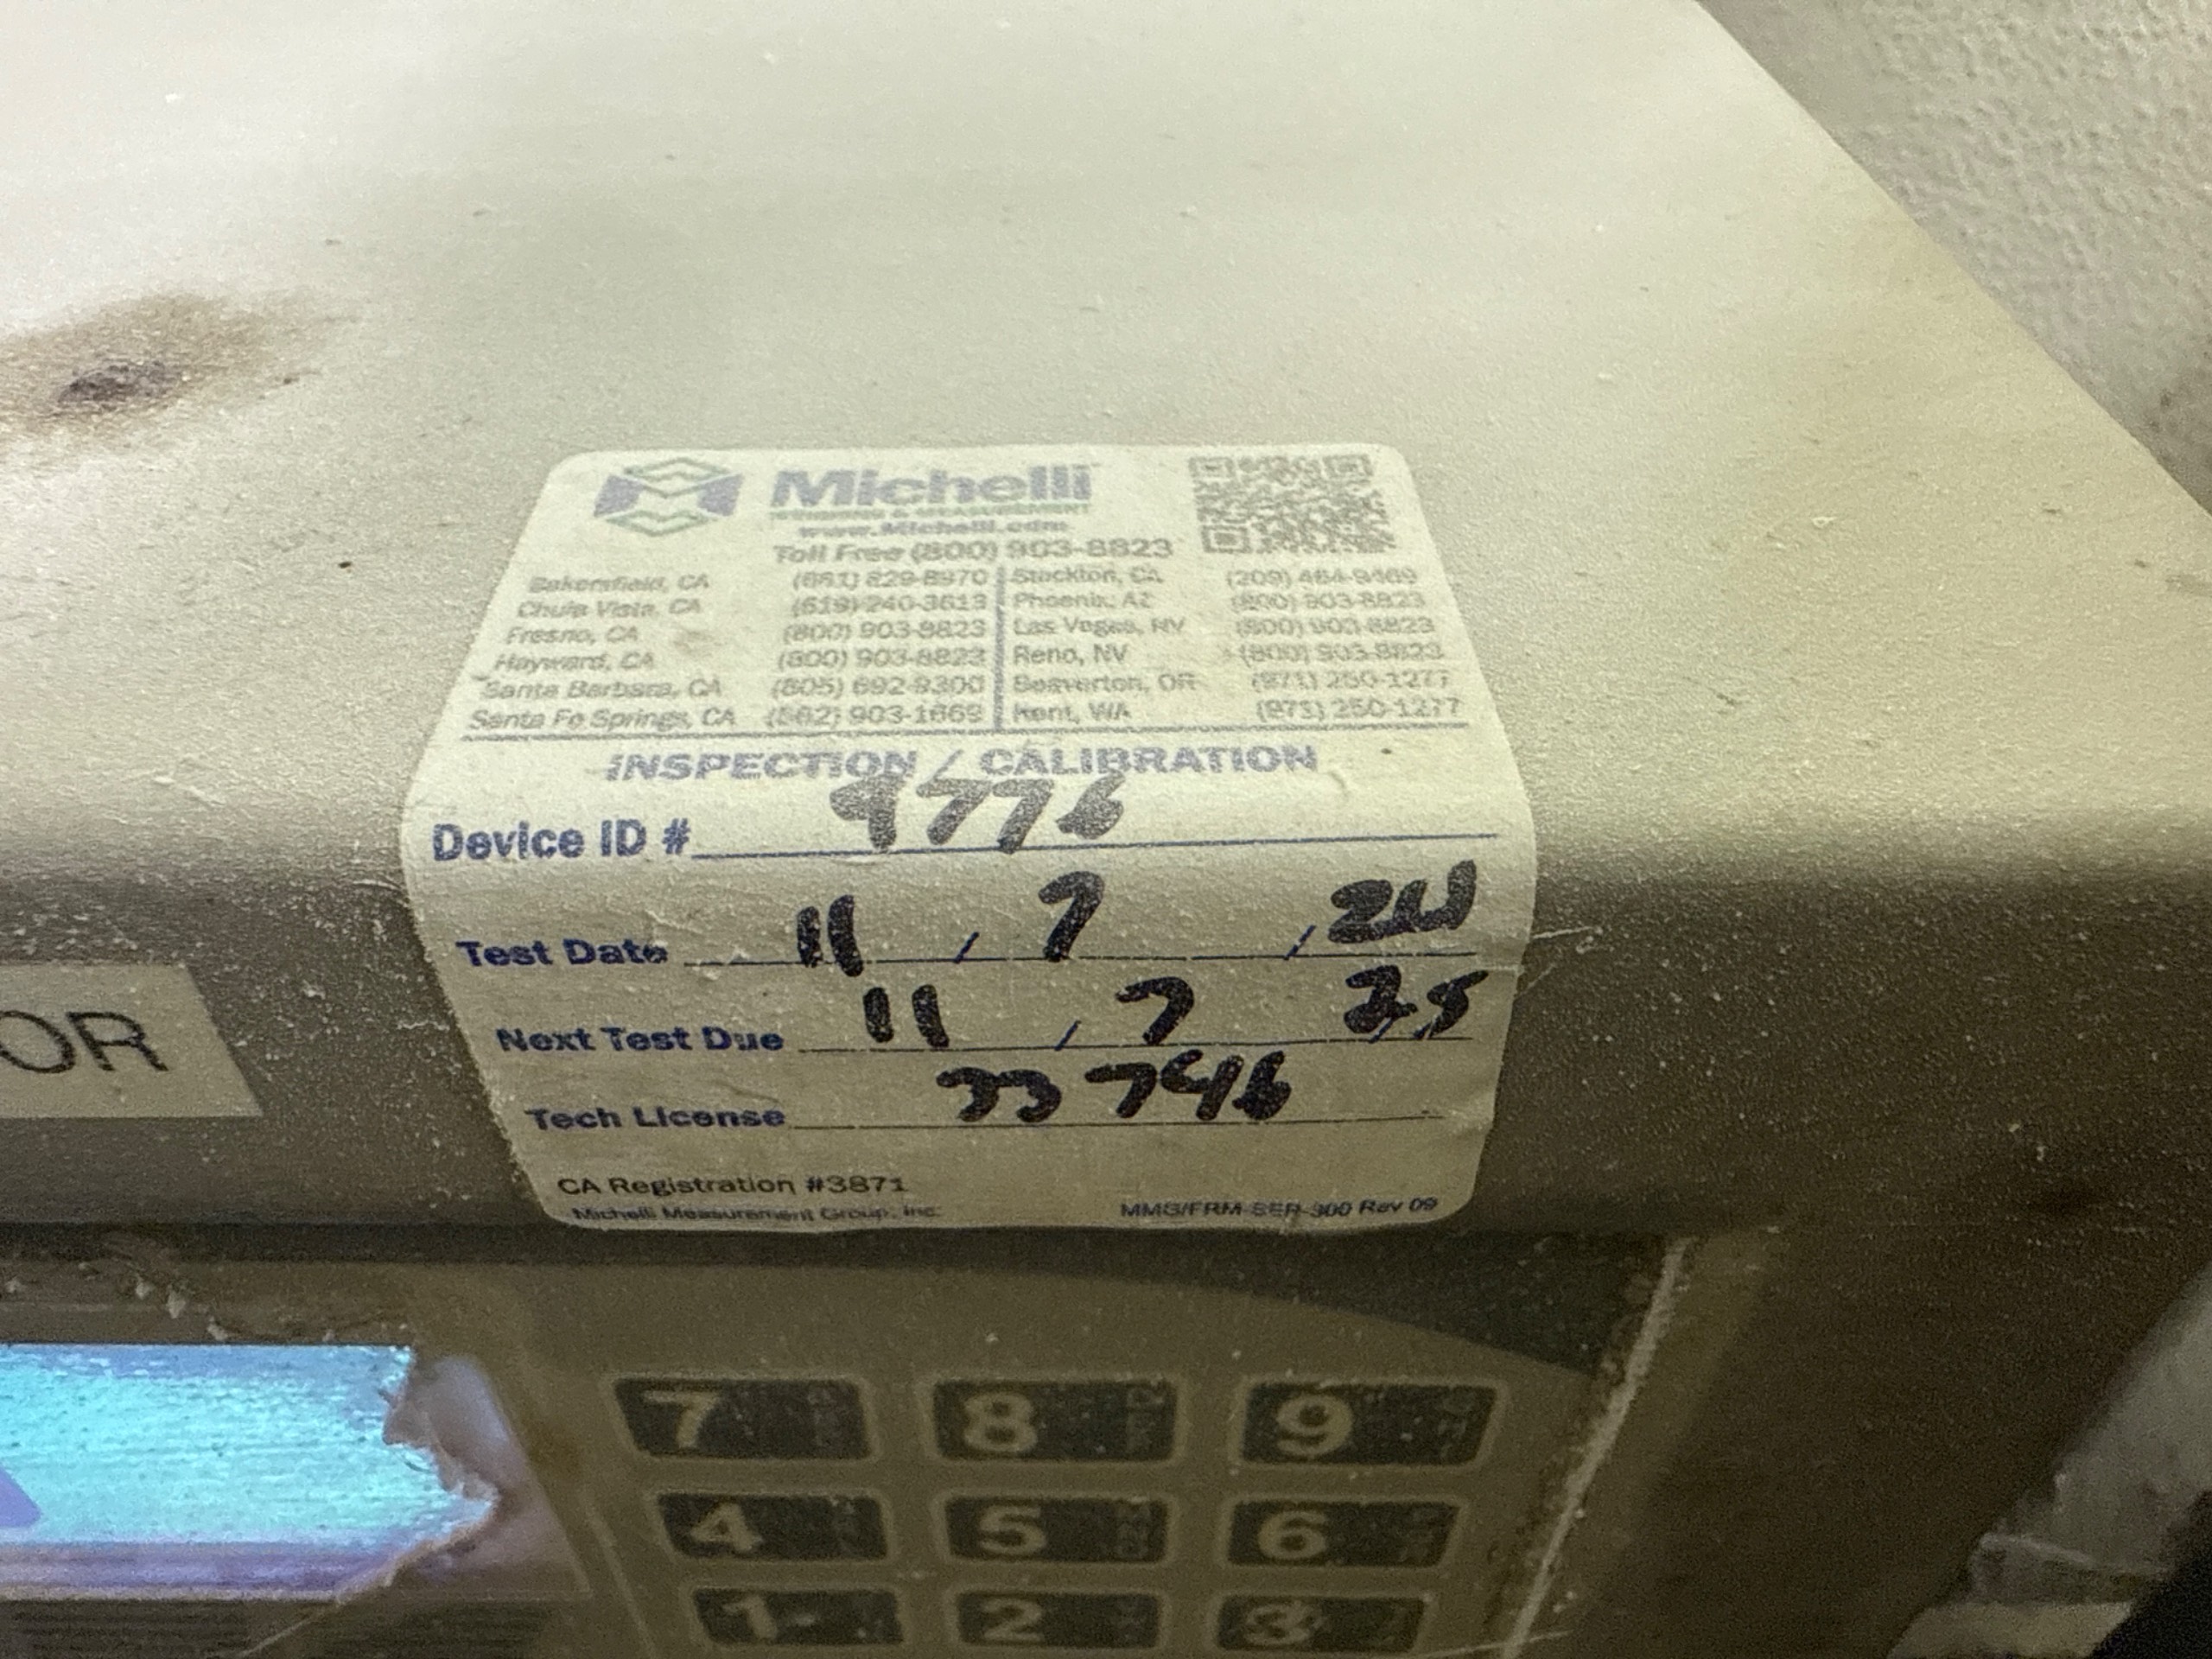 Michelli
WEIGHING & MEASUREMENT
www.Michelli.com
Toll Free (800) 903-8823
Bakersfield, CA (661) 829-8970 Stockton, CA (209) 464-9469
Chula Vista, CA (619) 240-3613 Phoenix, AZ (800) 903-8823
Fresno, CA (800) 903-8823 Las Vegas, NV (800) 903-8823
Hayward, CA (800) 903-8823 Reno, NV (800) 903-8823
Santa Barbara, CA (805) 692-9300 Beaverton, OR (971) 250-1277
Santa Fe Springs, CA (562) 903-1669 Kent, WA (971) 250-1277
INSPECTION / CALIBRATION
Device ID # 9776
Test Date 11 / 7 / 24
Next Test Due 11 / 7 / 25
Tech License 33746
CA Registration #3871
Michelli Measurement Group, Inc. MMG/FRM-SER-300 Rev 09
OR
7 8 9
4 5 6
1 2 3